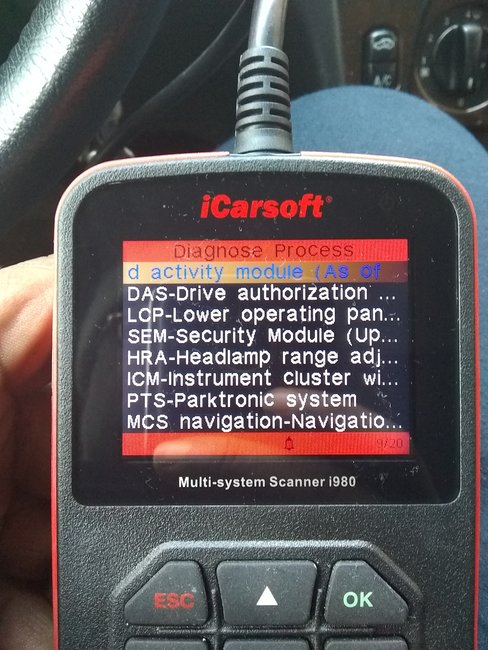 iCarsoft®
Diagnose Process
d activity module (As of
DAS-Drive authorization ...
LCP-Lower operating pan...
SEM-Security Module (Up...
HRA-Headlamp range adj...
ICM-Instrument cluster wi...
PTS-Parktronic system
MCS navigation-Navigatio...
9/20
Multi-system Scanner i980
ESC
OK
A/C